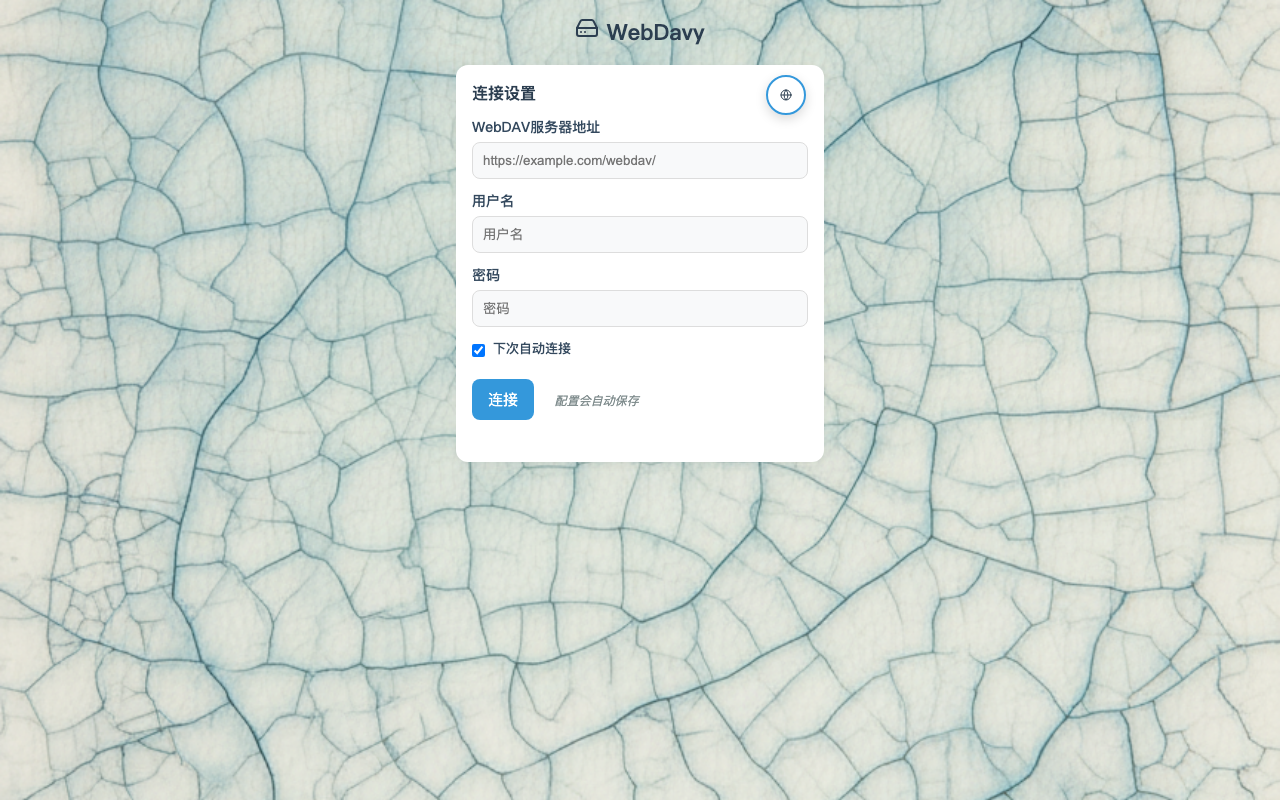 WebDavy
连接设置
WebDAV服务器地址
https://example.com/webdav/
用户名
用户名
密码
密码
下次自动连接
连接
配置会自动保存